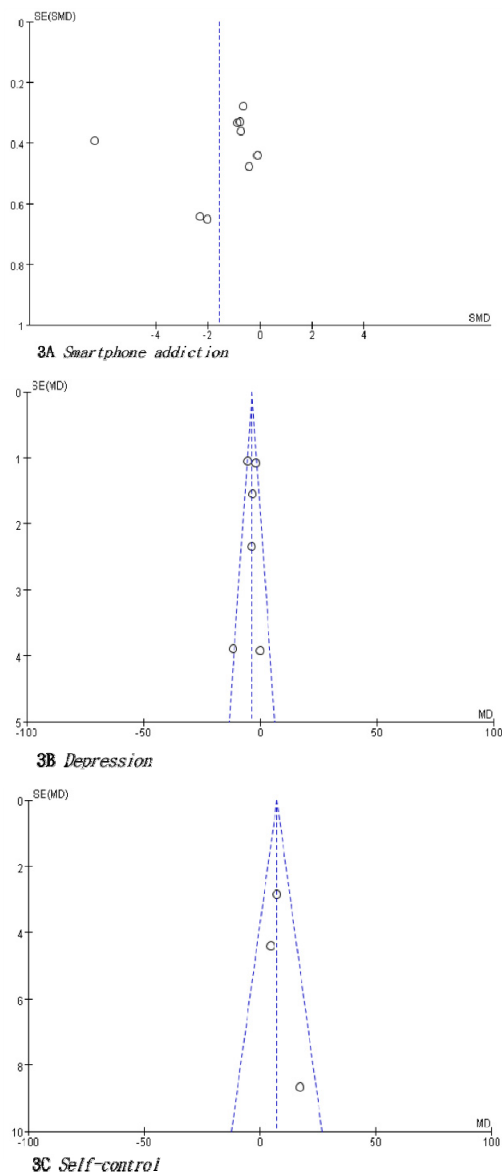 SE(SMD)
0
0.2
0.4
0.6
0.8
1
-4 -2 0 2 4
SMD
3A Smartphone addiction
SE(MD)
0
1
2
3
4
5
-100 -50 0 50 100
MD
3B Depression
SE(MD)
0
2
4
6
8
10
-100 -50 0 50 100
MD
3C Self-control